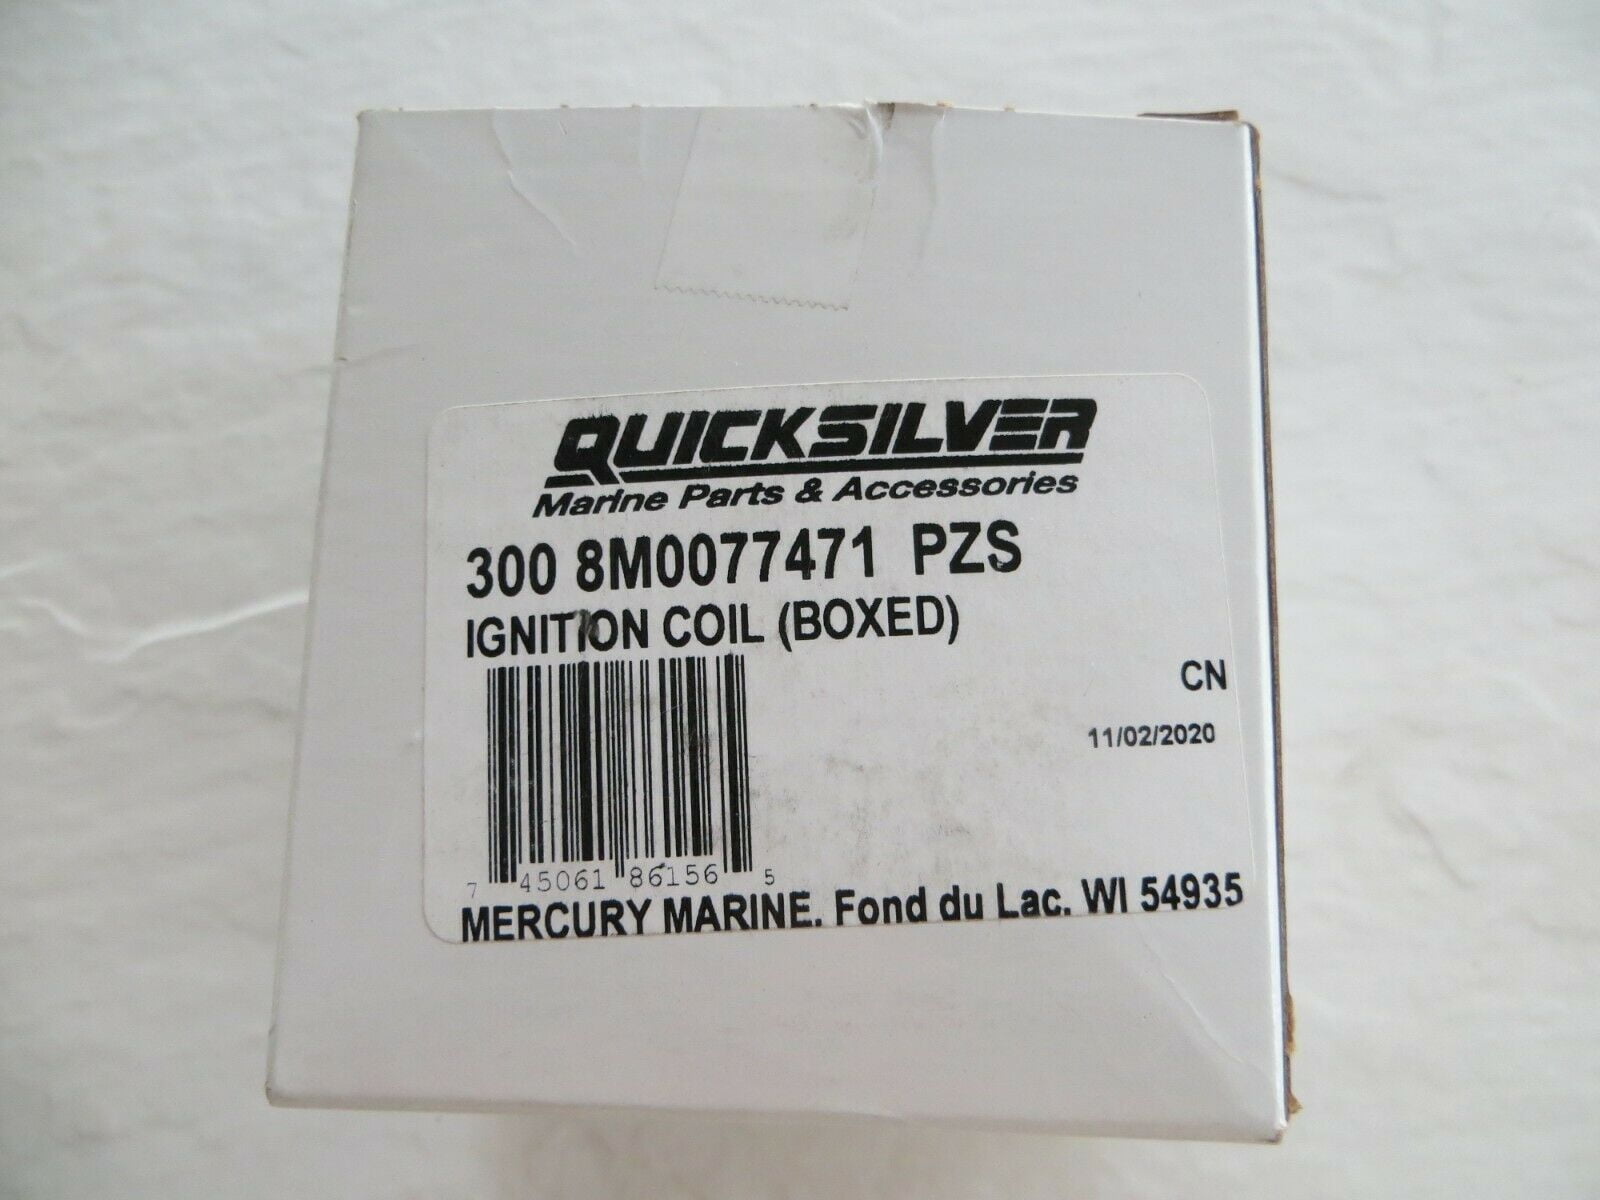 QUICKSILVER
Marine Parts & Accessories
300 8M0077471 PZS
IGNITION COIL (BOXED)
CN
11/02/2020
7 45061 86156 5
MERCURY MARINE. Fond du Lac. WI 54935